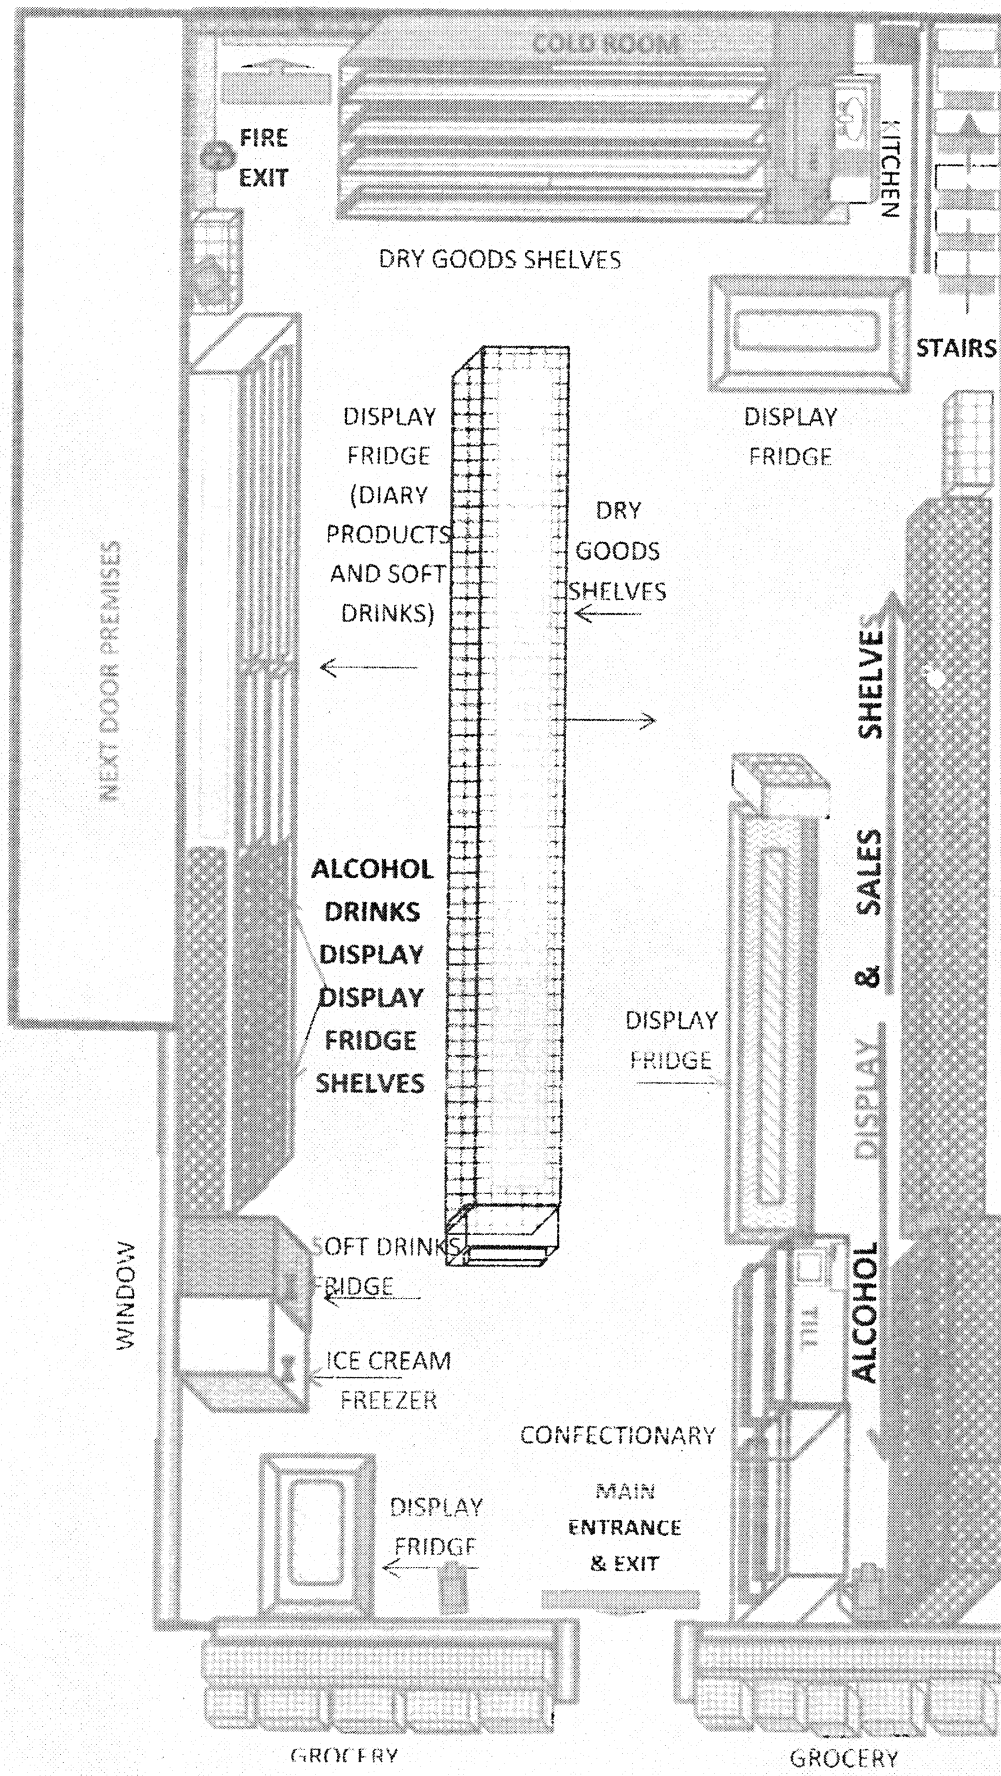 COLD ROOM
FIRE
EXIT
KITCHEN
DRY GOODS SHELVES
STAIRS
DISPLAY
FRIDGE
(DIARY
PRODUCTS
AND SOFT
DRINKS)
DISPLAY
FRIDGE
DRY
GOODS
SHELVES
NEXT DOOR PREMISES
ALCOHOL
DRINKS
DISPLAY
DISPLAY
FRIDGE
SHELVES
DISPLAY
FRIDGE
ALCOHOL DISPLAY & SALES SHELVES
WINDOW
SOFT DRINKS
FRIDGE
TILL
ICE CREAM
FREEZER
CONFECTIONARY
DISPLAY
FRIDGE
MAIN
ENTRANCE
& EXIT
GROCERY
GROCERY